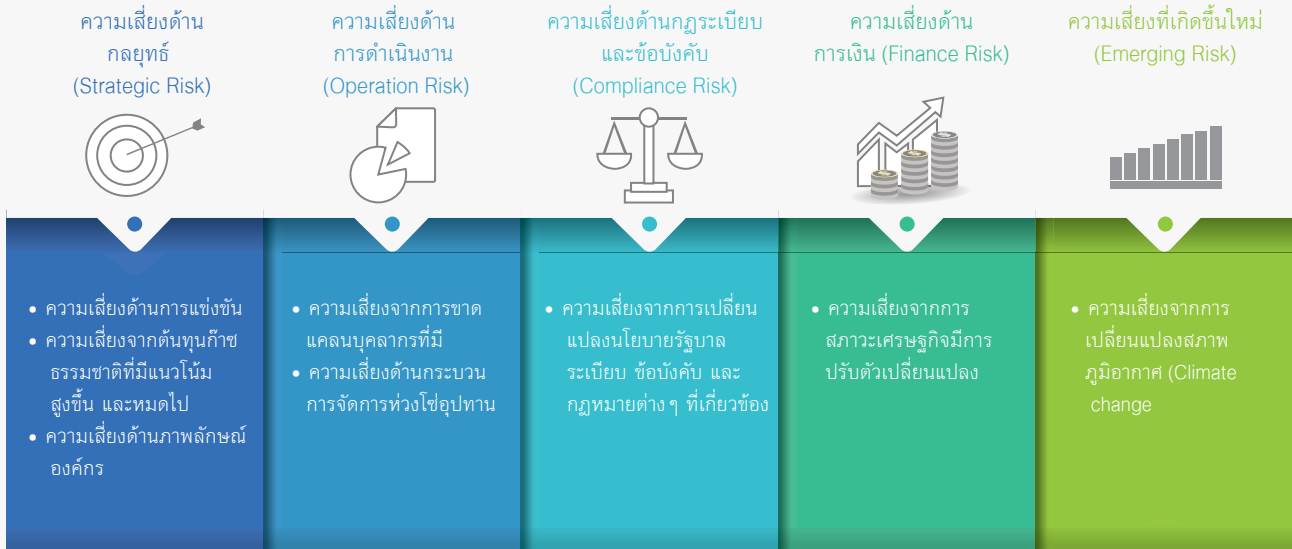 ความเสี่ยงด้าน
กลยุทธ์
(Strategic Risk)
ความเสี่ยงด้าน
การดำเนินงาน
(Operation Risk)
ความเสี่ยงด้านกฎระเบียบ
และข้อบังคับ
(Compliance Risk)
ความเสี่ยงด้าน
การเงิน (Finance Risk)
ความเสี่ยงที่เกิดขึ้นใหม่
(Emerging Risk)
• ความเสี่ยงด้านการแข่งขัน
• ความเสี่ยงจากต้นทุนก๊าซ
ธรรมชาติที่มีแนวโน้ม
สูงขึ้น และหมดไป
• ความเสี่ยงด้านภาพลักษณ์
องค์กร
• ความเสี่ยงจากการขาด
แคลนบุคลากรที่มี
• ความเสี่ยงด้านกระบวน
การจัดการห่วงโซ่อุปทาน
• ความเสี่ยงจากการเปลี่ยน
แปลงนโยบายรัฐบาล
ระเบียบ ข้อบังคับ และ
กฎหมายต่าง ๆ ที่เกี่ยวข้อง
• ความเสี่ยงจากการ
สภาวะเศรษฐกิจมีการ
ปรับตัวเปลี่ยนแปลง
• ความเสี่ยงจากการ
เปลี่ยนแปลงสภาพ
ภูมิอากาศ (Climate
change